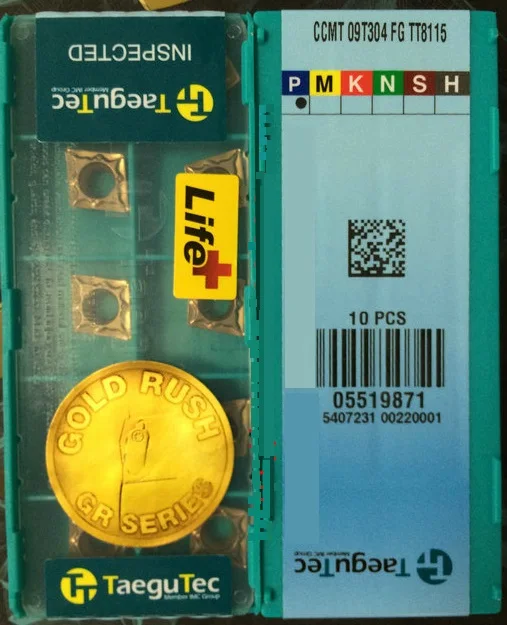 INSPECTED
TaeguTec
Member IMC Group
Life+
GOLD RUSH
GR SERIES
TaeguTec
Member IMC Group
CCMT 09T304 FG TT8115
P M K N S H
10 PCS
05519871
5407231 00220001
TaeguTec
Member IMC Group